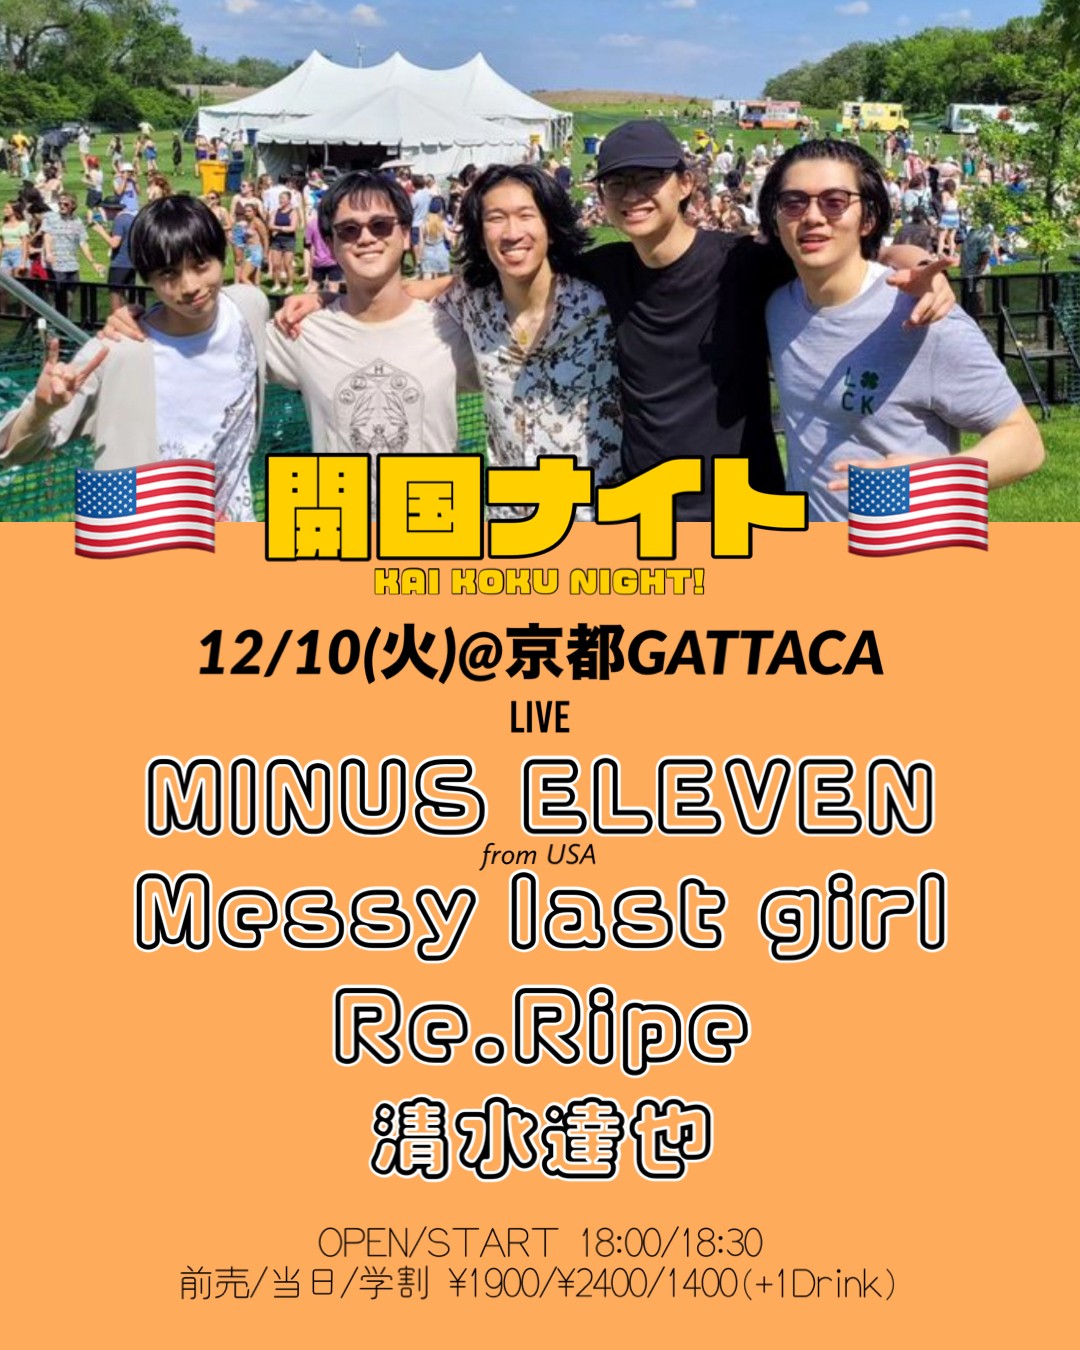 L CK
開国ナイト
KAI KOKU NIGHT!
12/10(火)@京都GATTACA
LIVE
MINUS ELEVEN
from USA
Messy last girl
Re.Ripe
清水達也
OPEN/START 18:00/18:30
前売/当日/学割 ¥1900/¥2400/1400(+1Drink)